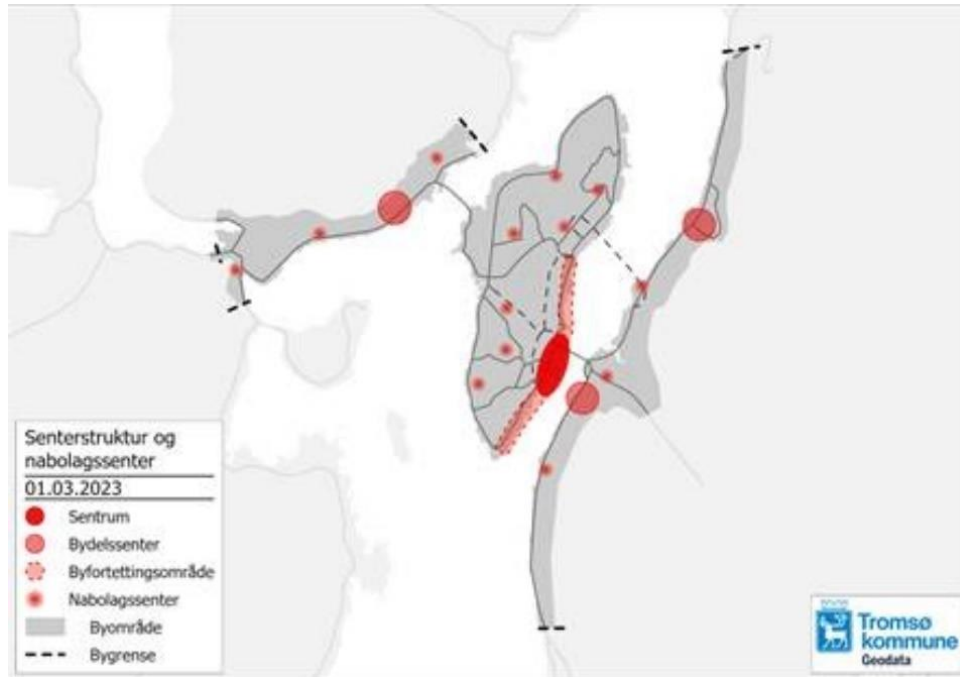 Senterstruktur og
nabolagssenter
01.03.2023
Sentrum
Bydelssenter
Byfortettingsområde
Nabolagssenter
Byområde
Bygrense
Tromsø
kommune
Geodata